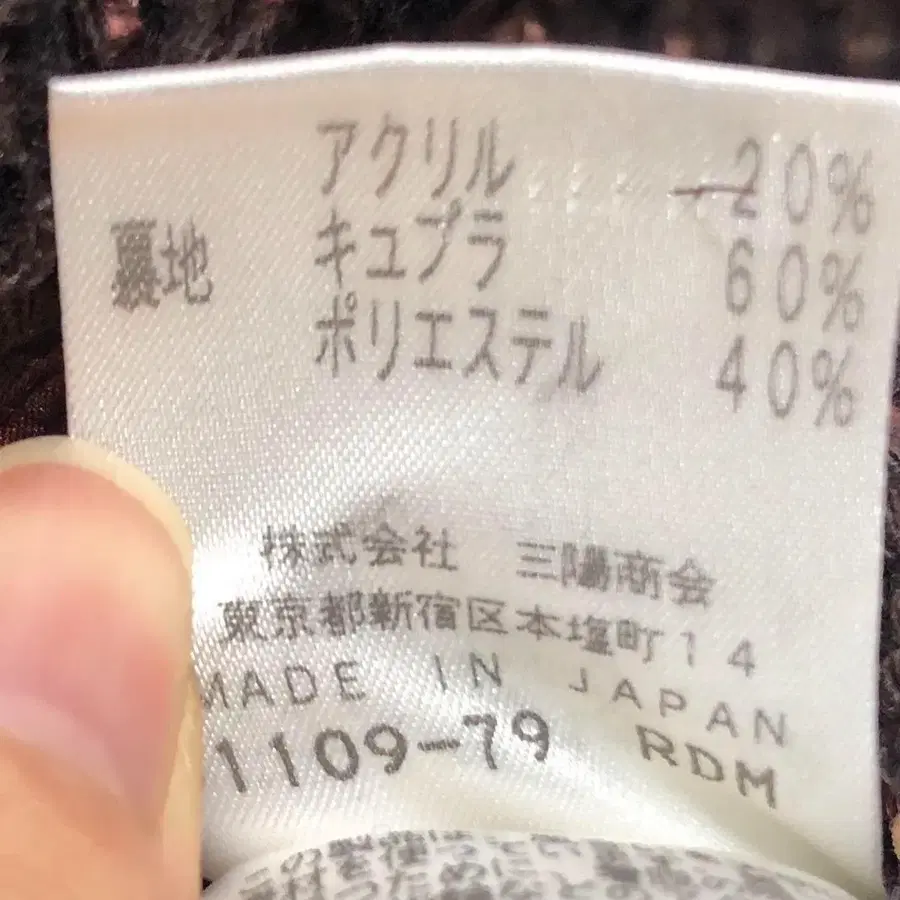 アクリル 20%
裏地 キュプラ 60%
ポリエステル 40%
株式会社 三陽商会
東京都新宿区本塩町14
MADE IN JAPAN
1109-79 RDM